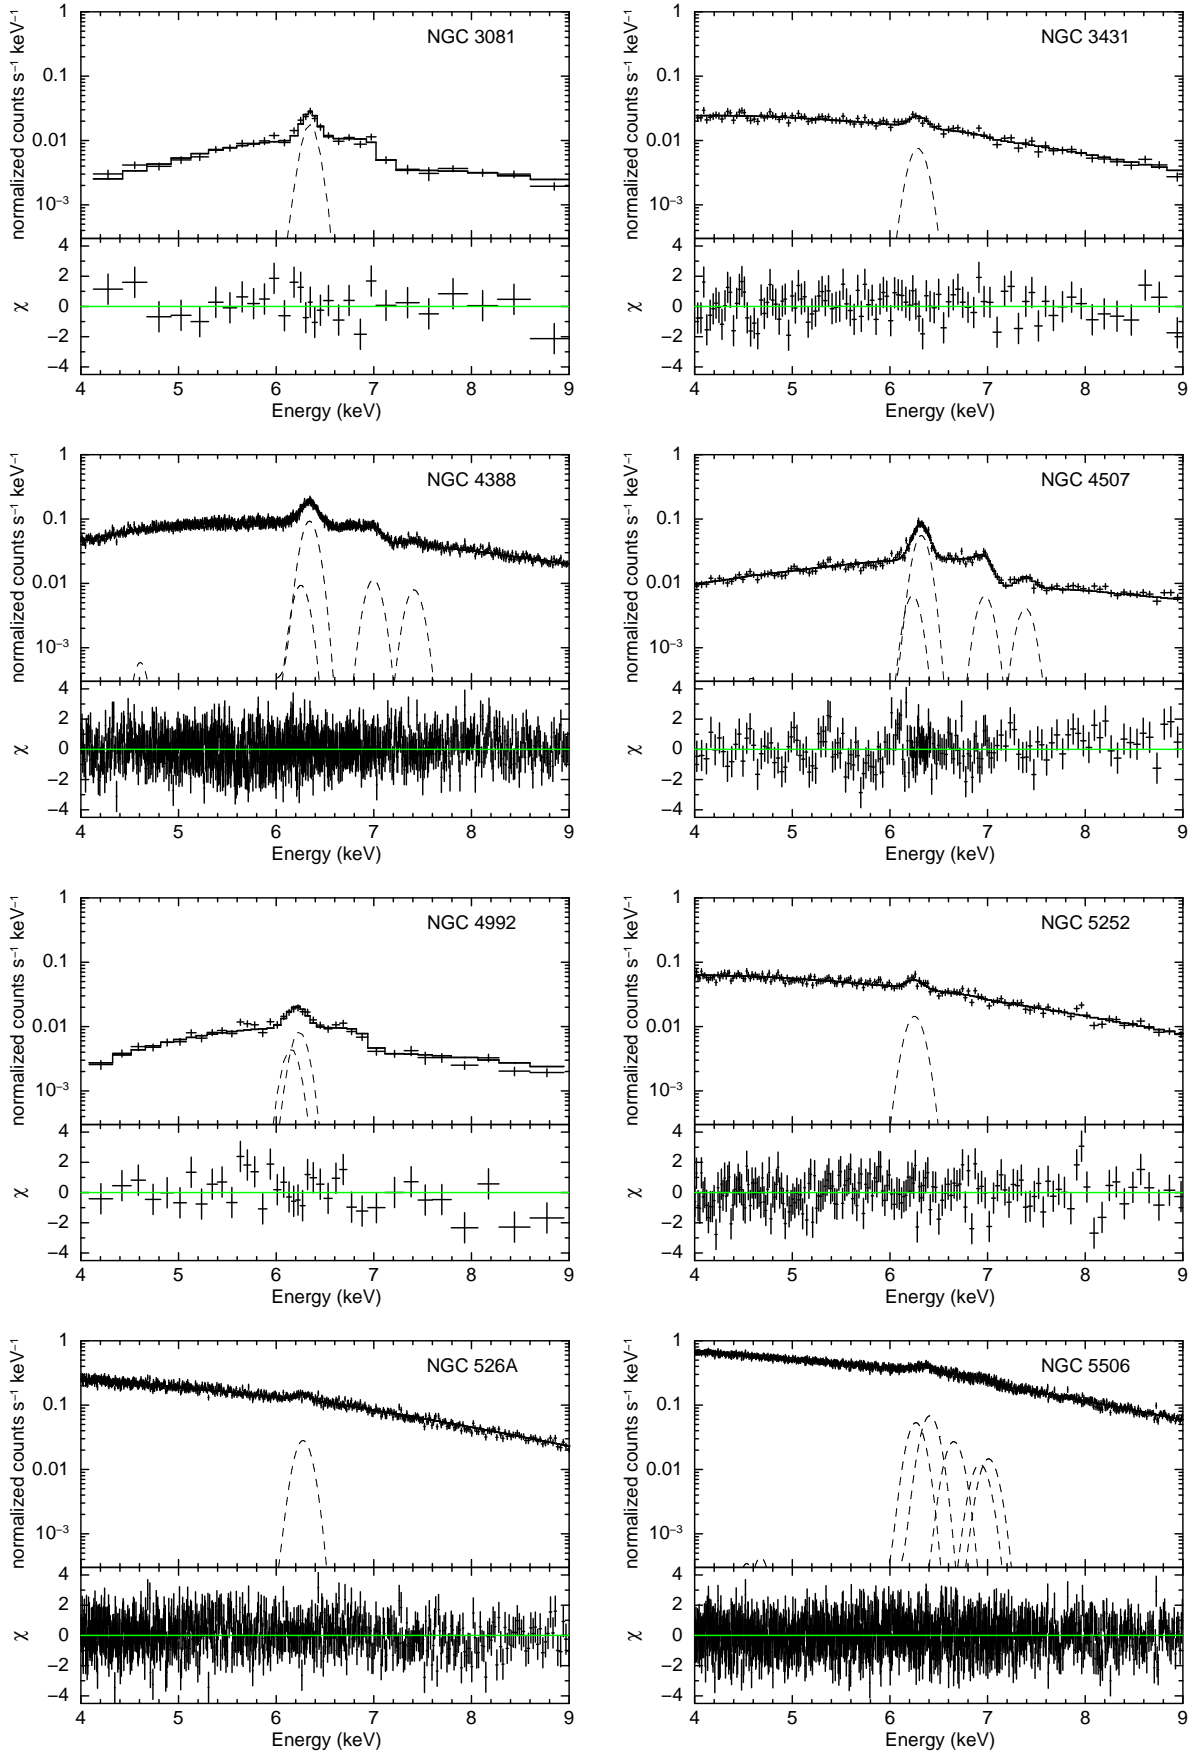 NGC 3081
normalized counts s⁻¹ keV⁻¹
1
0.1
0.01
10⁻³
χ
4
2
0
−2
−4
4 5 6 7 8 9
Energy (keV)
NGC 3431
normalized counts s⁻¹ keV⁻¹
1
0.1
0.01
10⁻³
χ
4
2
0
−2
−4
4 5 6 7 8 9
Energy (keV)
NGC 4388
normalized counts s⁻¹ keV⁻¹
1
0.1
0.01
10⁻³
χ
4
2
0
−2
−4
4 5 6 7 8 9
Energy (keV)
NGC 4507
normalized counts s⁻¹ keV⁻¹
1
0.1
0.01
10⁻³
χ
4
2
0
−2
−4
4 5 6 7 8 9
Energy (keV)
NGC 4992
normalized counts s⁻¹ keV⁻¹
1
0.1
0.01
10⁻³
χ
4
2
0
−2
−4
4 5 6 7 8 9
Energy (keV)
NGC 5252
normalized counts s⁻¹ keV⁻¹
1
0.1
0.01
10⁻³
χ
4
2
0
−2
−4
4 5 6 7 8 9
Energy (keV)
NGC 526A
normalized counts s⁻¹ keV⁻¹
1
0.1
0.01
10⁻³
χ
4
2
0
−2
−4
4 5 6 7 8 9
Energy (keV)
NGC 5506
normalized counts s⁻¹ keV⁻¹
1
0.1
0.01
10⁻³
χ
4
2
0
−2
−4
4 5 6 7 8 9
Energy (keV)